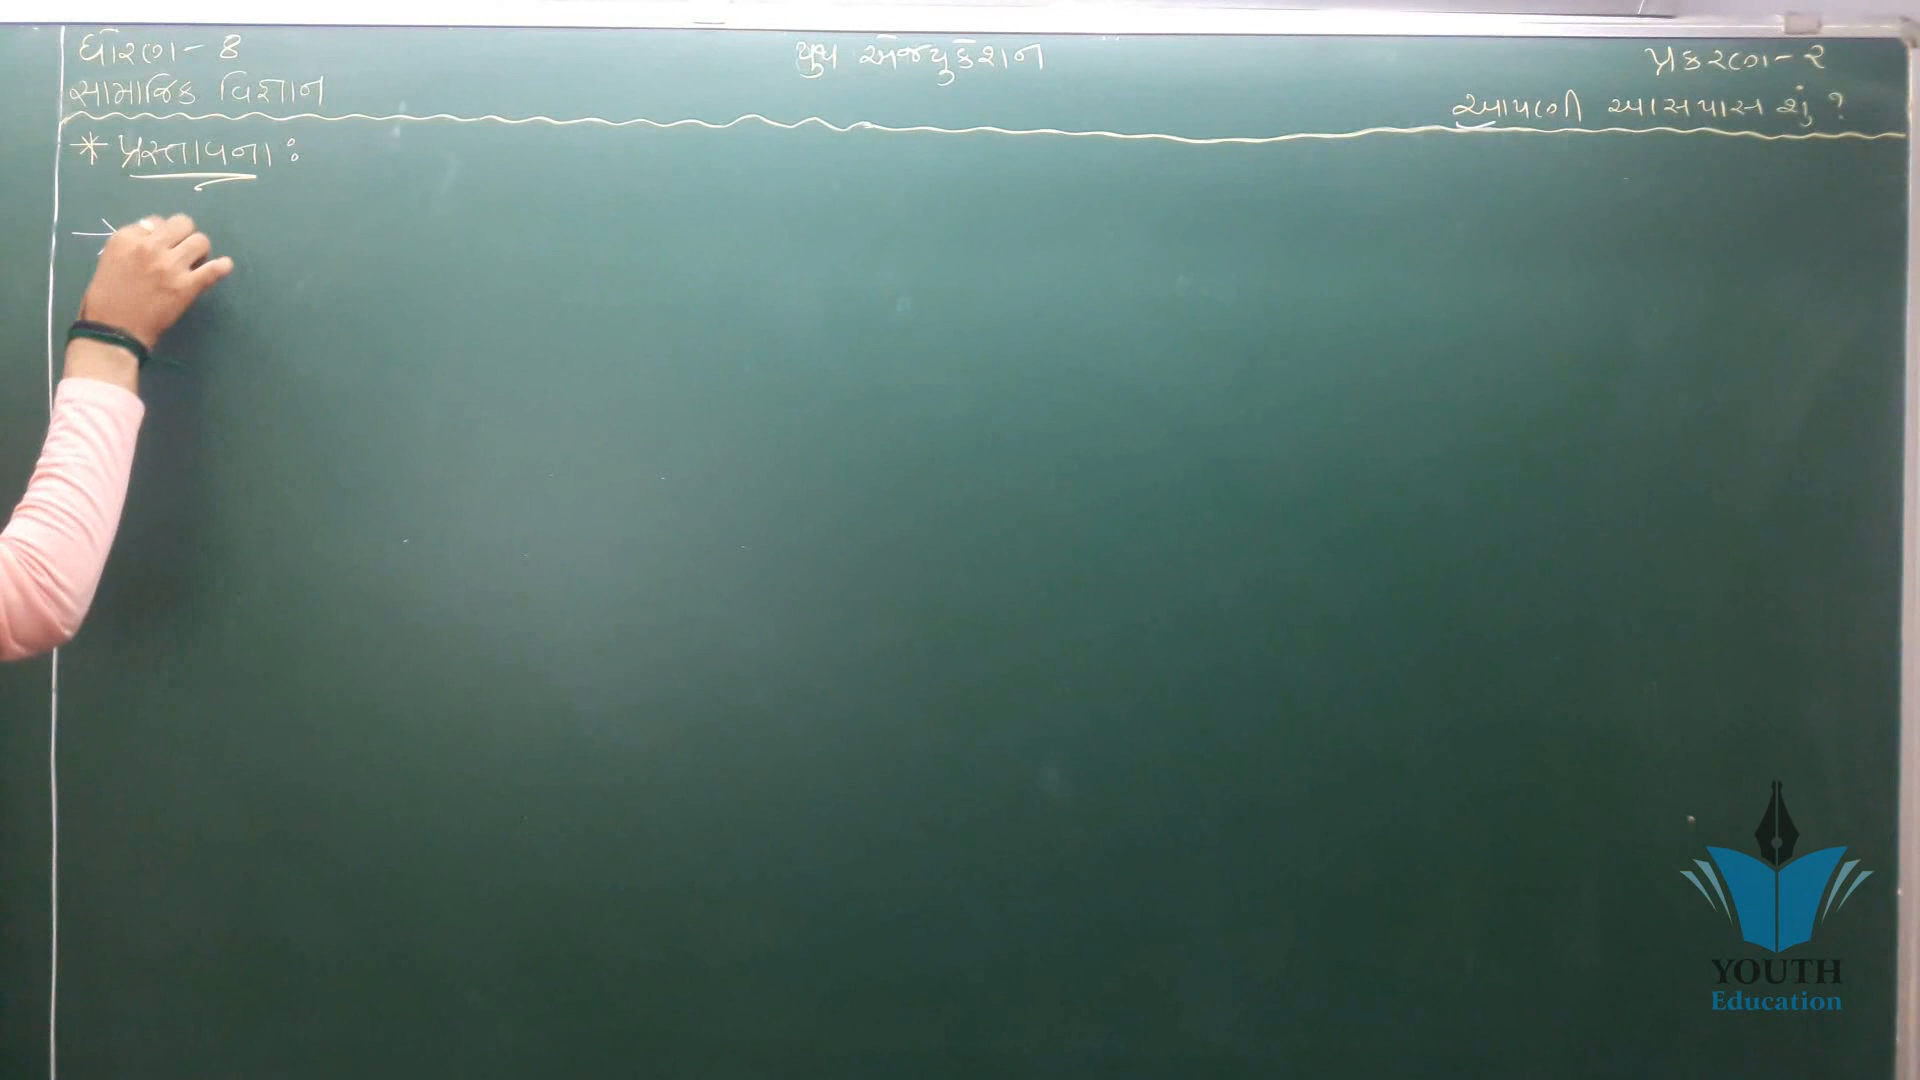 ધોરણ - 8
સામાજિક વિજ્ઞાન
યુથ એજ્યુકેશન
પ્રકરણ - ૨
આપણી આસપાસ શું ?
* પ્રસ્તાવના :
→
YOUTH
Education